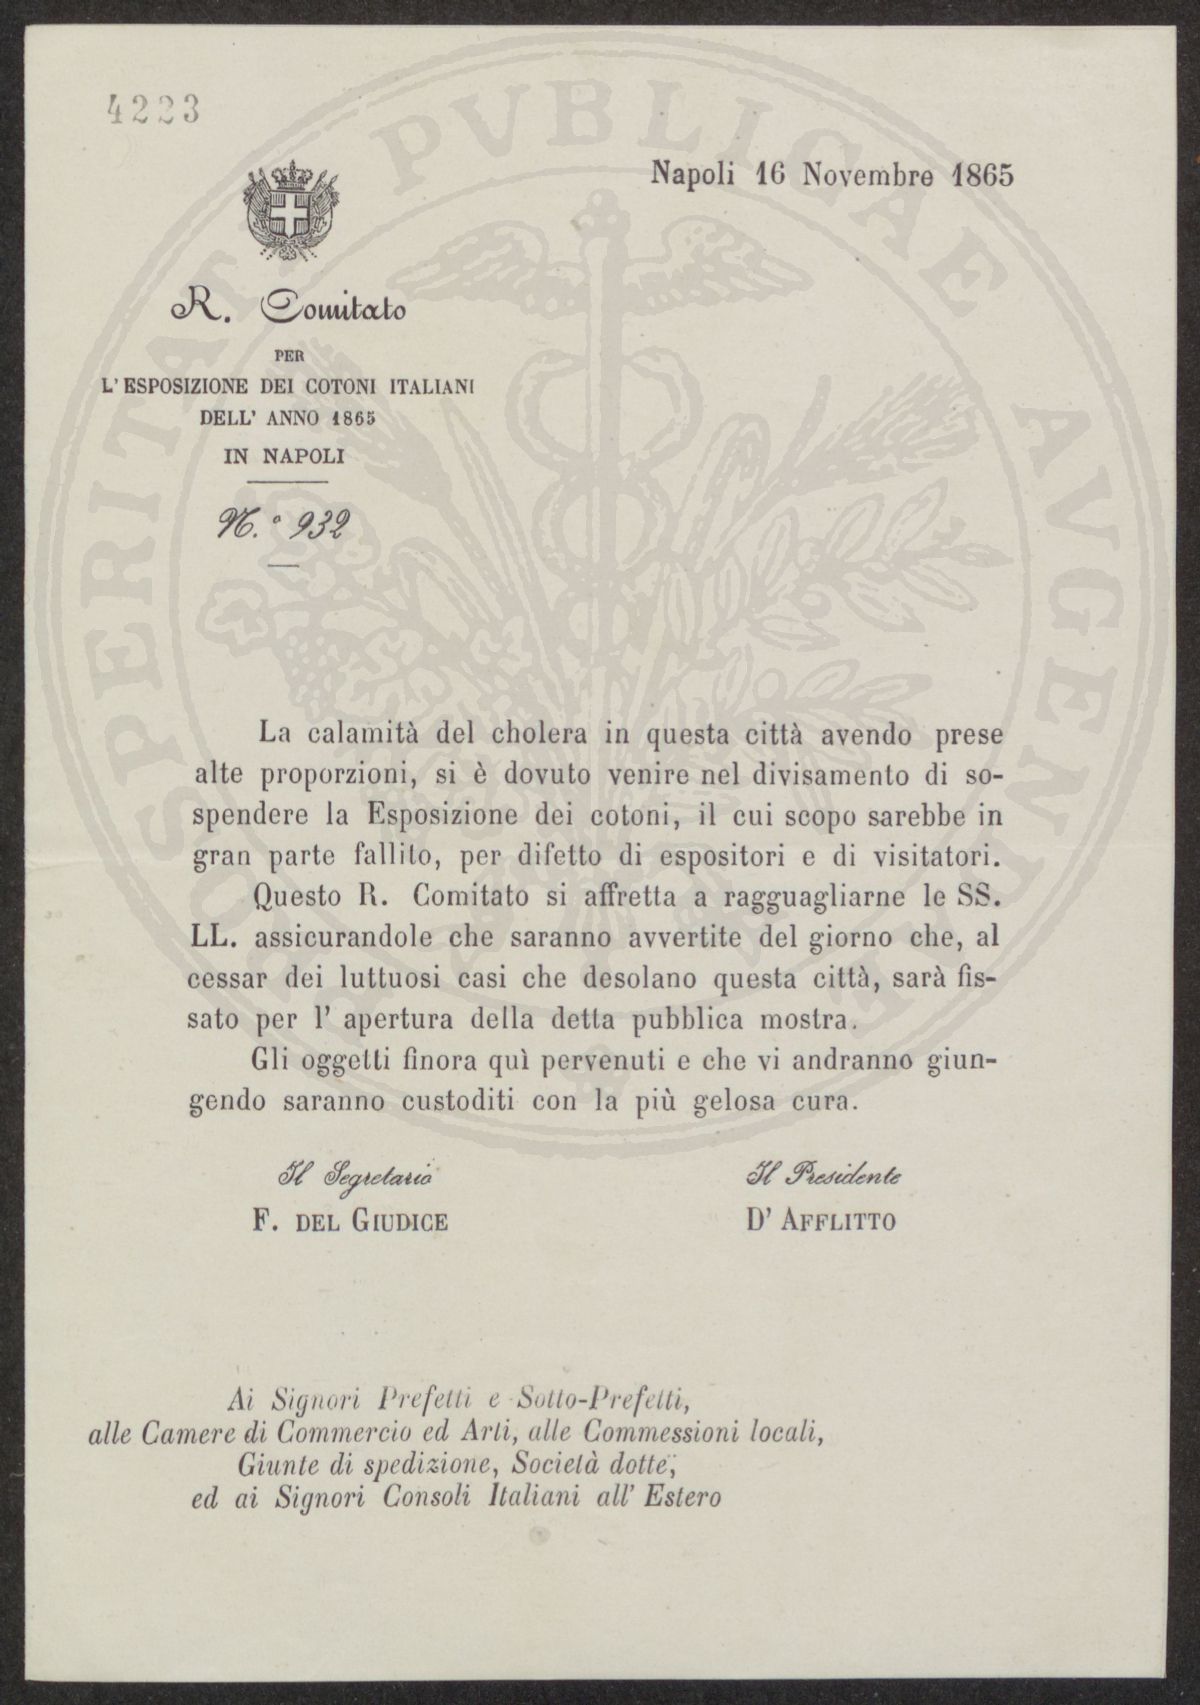 4223
Napoli 16 Novembre 1865
R. Comitato
PER
L'ESPOSIZIONE DEI COTONI ITALIANI
DELL' ANNO 1865
IN NAPOLI
N.° 932
La calamità del cholera in questa città avendo prese
alte proporzioni, si è dovuto venire nel divisamento di so-
spendere la Esposizione dei cotoni, il cui scopo sarebbe in
gran parte fallito, per difetto di espositori e di visitatori.
Questo R. Comitato si affretta a ragguagliarne le SS.
LL. assicurandole che saranno avvertite del giorno che, al
cessar dei luttuosi casi che desolano questa città, sarà fis-
sato per l' apertura della detta pubblica mostra.
Gli oggetti finora quì pervenuti e che vi andranno giun-
gendo saranno custoditi con la più gelosa cura.
Il Segretario
F. DEL GIUDICE
Il Presidente
D' AFFLITTO
Ai Signori Prefetti e Sotto-Prefetti,
alle Camere di Commercio ed Arti, alle Commessioni locali,
Giunte di spedizione, Società dotte,
ed ai Signori Consoli Italiani all' Estero
PVBLICAE AVGENDAE PROSPERITATI